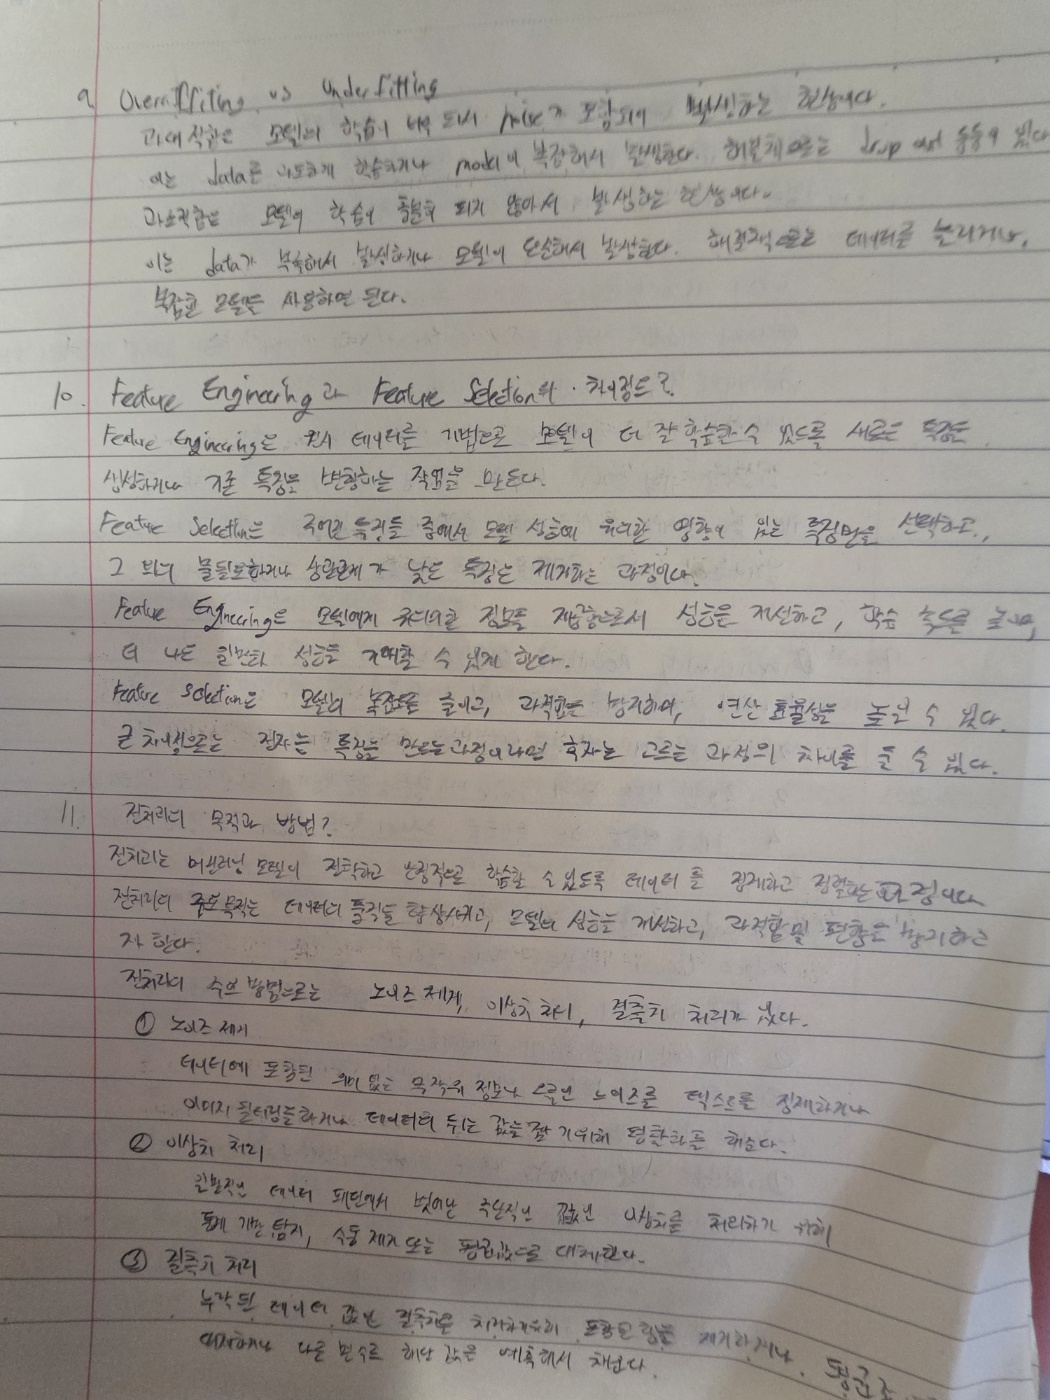 9 Overfiting vs Underfitting
과대적합은 모델의 학습이 너무 되서 noise가 포함되어 발생하는 현상이다.
이는 data를 과도하게 학습하거나 model이 복잡해서 발생한다. 해결책으로는 drop out 등등이 있다
과소적합은 모델이 학습이 충분히 되지 않아서 발생하는 현상이다.
이는 data가 부족해서 발생하거나 모델이 단순해서 발생한다. 해결책으로는 데이터를 늘리거나,
복잡한 모델을 사용하면 된다.
10. Feature Engineering과 Feature Selection의 차이점은?
Feature Engineering은 원시 데이터를 기반으로 모델이 더 잘 학습할 수 있도록 새로운 특징을
생성하거나 기존 특징을 변형하는 작업을 만든다.
Feature Selection은 주어진 특징들 중에서 모델 성능에 유의한 영향이 있는 특징만을 선택하고,
그 외의 불필요하거나 상관관계가 낮은 특징은 제거하는 과정이다.
Feature Engineering은 모델에게 유의미한 정보를 제공함으로서 성능을 개선하고, 학습 속도를 높이며,
더 나은 일반화 성능을 기대할 수 있게 한다.
Feature Selection은 모델의 복잡도를 줄이고, 과적합을 방지하며, 연산 효율성을 높일 수 있다.
큰 차이점으로는 전자는 특징을 만드는 과정이라면 후자는 고르는 과정의 차이를 둘 수 있다.
11. 전처리의 목적과 방법?
전처리는 머신러닝 모델이 정확하고 안정적으로 학습할 수 있도록 데이터를 정제하고 정렬하는 과정이다
전처리의 주요 목적은 데이터의 품질을 향상시키고, 모델의 성능을 개선하고, 과적합 및 편향을 방지하고
자 한다.
전처리의 주요 방법으로는 노이즈 제거, 이상치 처리, 결측치 처리가 있다.
① 노이즈 제거
데이터에 포함된 의미 없는 무작위 정보나 오류인 노이즈를 텍스트를 정제하거나
이미지 필터링을 하거나 데이터의 튀는 값을 잡기 위해 평활화를 해준다.
② 이상치 처리
일반적인 데이터 패턴에서 벗어난 극단적인 값인 이상치를 처리하기 위해
통계 기반 탐지, 수동 제거 또는 평균값으로 대체한다.
③ 결측치 처리
누락된 데이터 값인 결측치를 처리하기위해 포함된 행을 제거하거나, 평균으로
대체하거나 다른 변수로 해당 값을 예측해서 채운다.